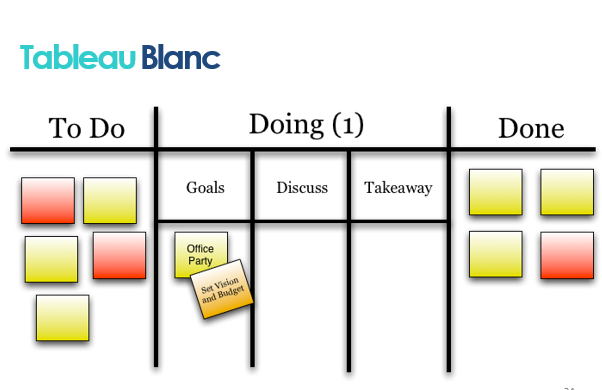 Tableau Blanc
To Do
Doing (1)
Done
Goals
Discuss
Takeaway
Office
Party
Set Vision
and Budget